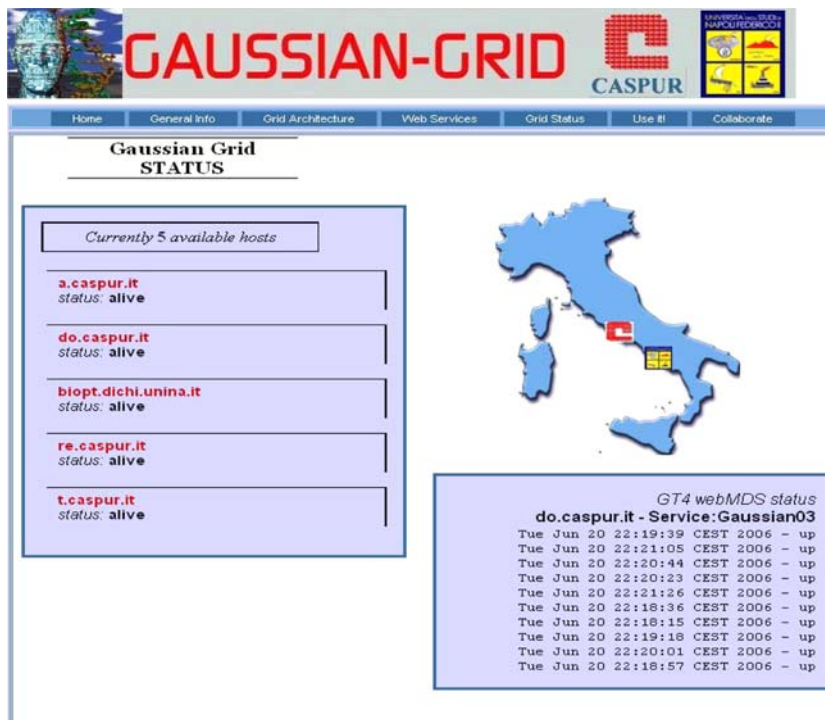 GAUSSIAN-GRID
CASPUR
UNIVERSITÀ DEGLI STUDI DI
NAPOLI FEDERICO II
Home General Info Grid Architecture Web Services Grid Status Use it! Collaborate
Gaussian Grid
STATUS
Currently 5 available hosts
a.caspur.it
status: alive
do.caspur.it
status: alive
biopt.dichi.unina.it
status: alive
re.caspur.it
status: alive
t.caspur.it
status: alive
GT4 webMDS status
do.caspur.it - Service:Gaussian03
Tue Jun 20 22:19:39 CEST 2006 - up
Tue Jun 20 22:21:05 CEST 2006 - up
Tue Jun 20 22:20:44 CEST 2006 - up
Tue Jun 20 22:20:23 CEST 2006 - up
Tue Jun 20 22:21:26 CEST 2006 - up
Tue Jun 20 22:18:36 CEST 2006 - up
Tue Jun 20 22:18:15 CEST 2006 - up
Tue Jun 20 22:19:18 CEST 2006 - up
Tue Jun 20 22:20:01 CEST 2006 - up
Tue Jun 20 22:18:57 CEST 2006 - up